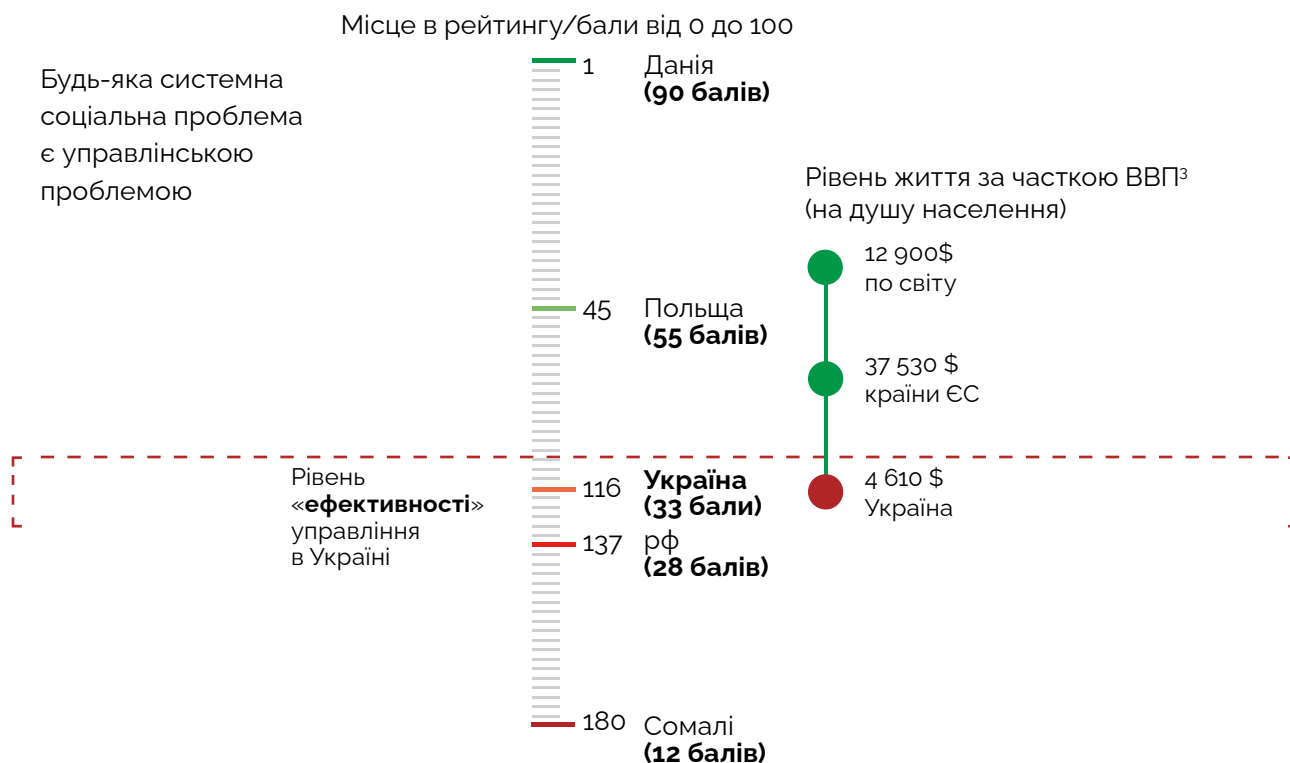 Місце в рейтингу/бали від 0 до 100
Будь-яка системна
соціальна проблема
є управлінською
проблемою
1
Данія
(90 балів)
45
Польща
(55 балів)
Рівень життя за часткою ВВП³
(на душу населення)
12 900$
по світу
37 530 $
країни ЄС
4 610 $
Україна
Рівень
«ефективності»
управління
в Україні
116
Україна
(33 бали)
137
рф
(28 балів)
180
Сомалі
(12 балів)